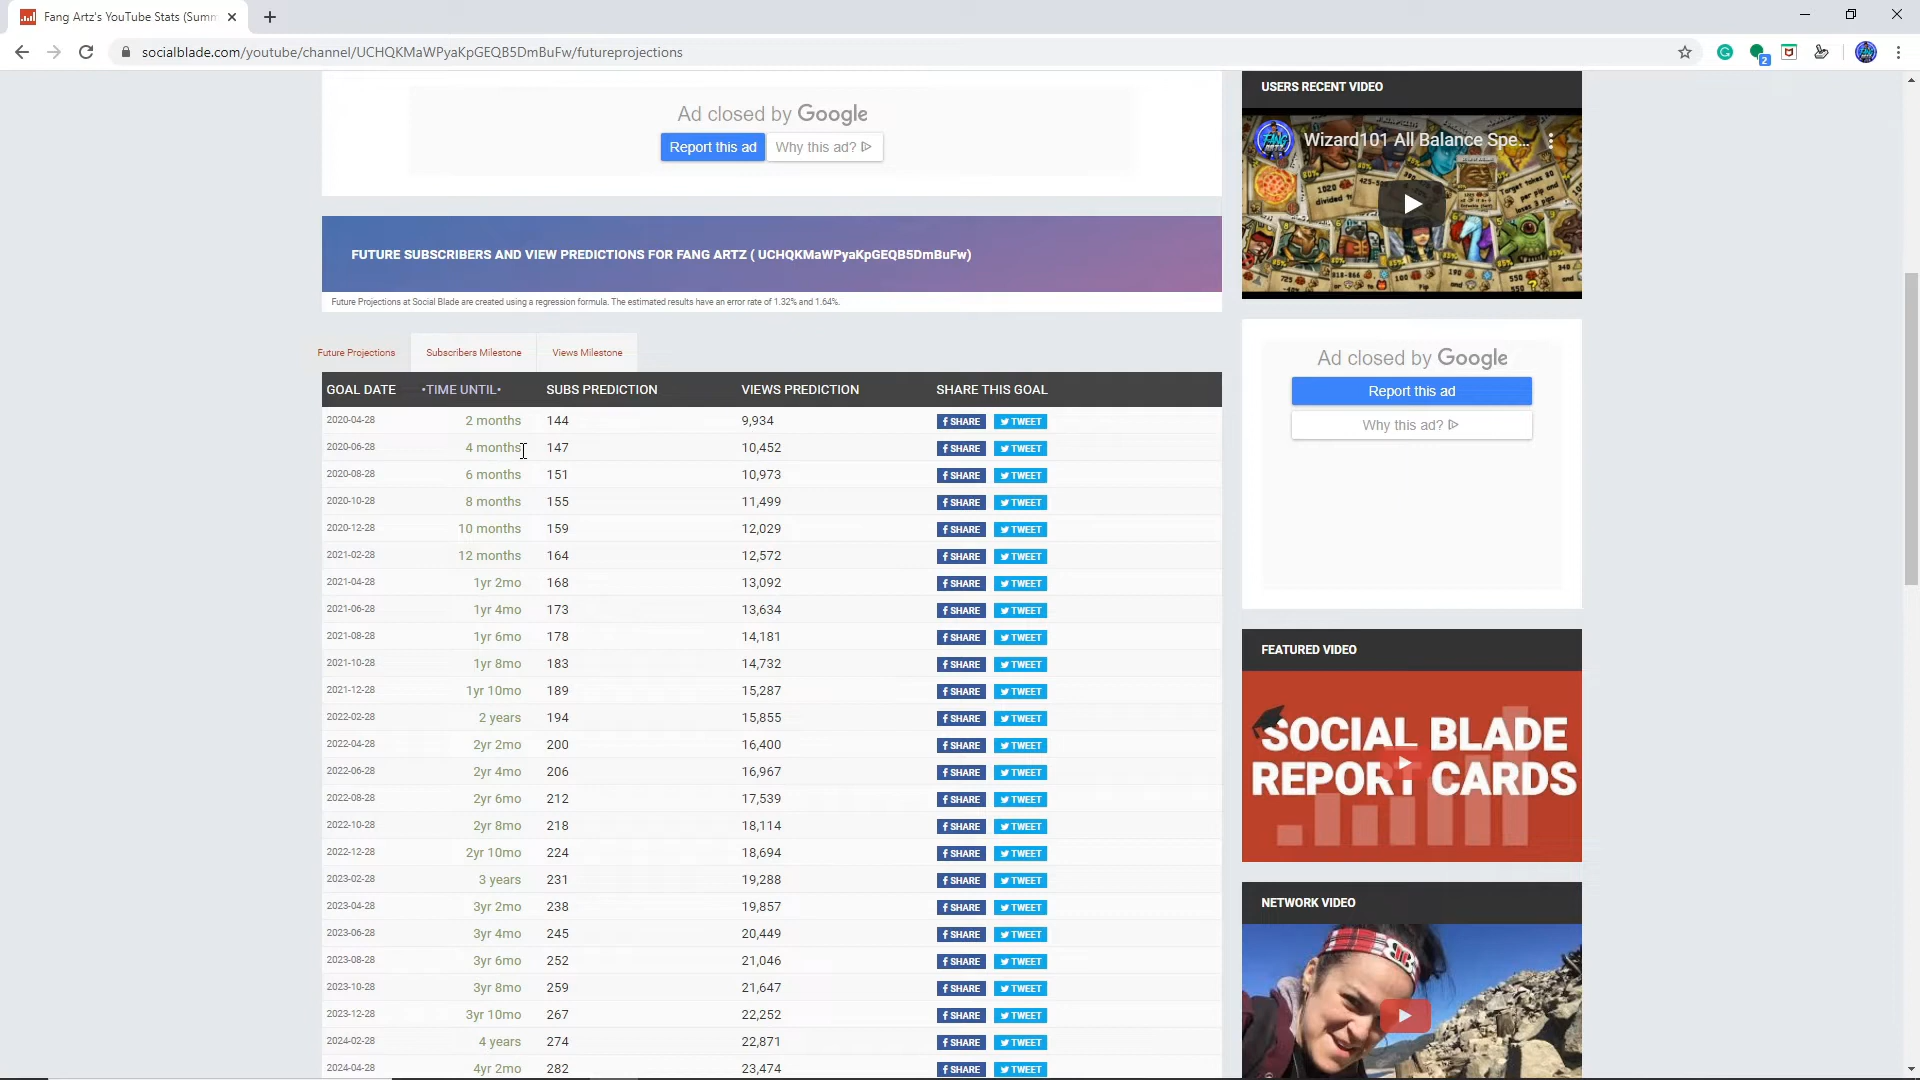 Fang Artz's YouTube Stats (Summ
socialblade.com/youtube/channel/UCHQKMaWPyaKpGEQB5DmBuFw/futureprojections
2
Ad closed by Google
Report this ad
Why this ad?
FUTURE SUBSCRIBERS AND VIEW PREDICTIONS FOR FANG ARTZ ( UCHQKMaWPyaKpGEQB5DmBuFw)
Future Projections at Social Blade are created using a regression formula. The estimated results have an error rate of 1.32% and 1.64%.
Future Projections Subscribers Milestone Views Milestone
GOAL DATE •TIME UNTIL• SUBS PREDICTION VIEWS PREDICTION SHARE THIS GOAL
2020-04-28 2 months 144 9,934 SHARE TWEET
2020-06-28 4 months 147 10,452 SHARE TWEET
2020-08-28 6 months 151 10,973 SHARE TWEET
2020-10-28 8 months 155 11,499 SHARE TWEET
2020-12-28 10 months 159 12,029 SHARE TWEET
2021-02-28 12 months 164 12,572 SHARE TWEET
2021-04-28 1yr 2mo 168 13,092 SHARE TWEET
2021-06-28 1yr 4mo 173 13,634 SHARE TWEET
2021-08-28 1yr 6mo 178 14,181 SHARE TWEET
2021-10-28 1yr 8mo 183 14,732 SHARE TWEET
2021-12-28 1yr 10mo 189 15,287 SHARE TWEET
2022-02-28 2 years 194 15,855 SHARE TWEET
2022-04-28 2yr 2mo 200 16,400 SHARE TWEET
2022-06-28 2yr 4mo 206 16,967 SHARE TWEET
2022-08-28 2yr 6mo 212 17,539 SHARE TWEET
2022-10-28 2yr 8mo 218 18,114 SHARE TWEET
2022-12-28 2yr 10mo 224 18,694 SHARE TWEET
2023-02-28 3 years 231 19,288 SHARE TWEET
2023-04-28 3yr 2mo 238 19,857 SHARE TWEET
2023-06-28 3yr 4mo 245 20,449 SHARE TWEET
2023-08-28 3yr 6mo 252 21,046 SHARE TWEET
2023-10-28 3yr 8mo 259 21,647 SHARE TWEET
2023-12-28 3yr 10mo 267 22,252 SHARE TWEET
2024-02-28 4 years 274 22,871 SHARE TWEET
2024-04-28 4yr 2mo 282 23,474 SHARE TWEET
USERS RECENT VIDEO
Wizard101 All Balance Spe...
Ad closed by Google
Report this ad
Why this ad?
FEATURED VIDEO
SOCIAL BLADE
REPORT CARDS
NETWORK VIDEO